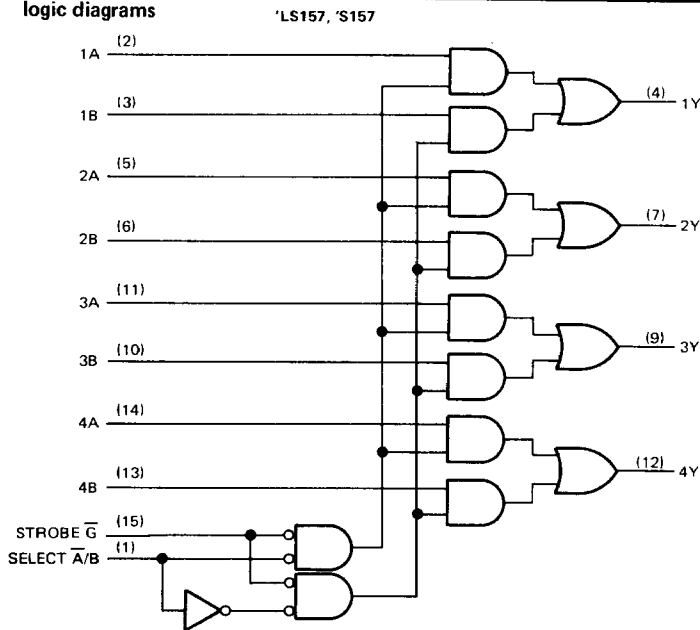 logic diagrams
'LS157, 'S157
1A (2)
(4) 1Y
1B (3)
2A (5)
(7) 2Y
2B (6)
3A (11)
(9) 3Y
3B (10)
4A (14)
(12) 4Y
4B (13)
STROBE G̅ (15)
SELECT A̅/B (1)